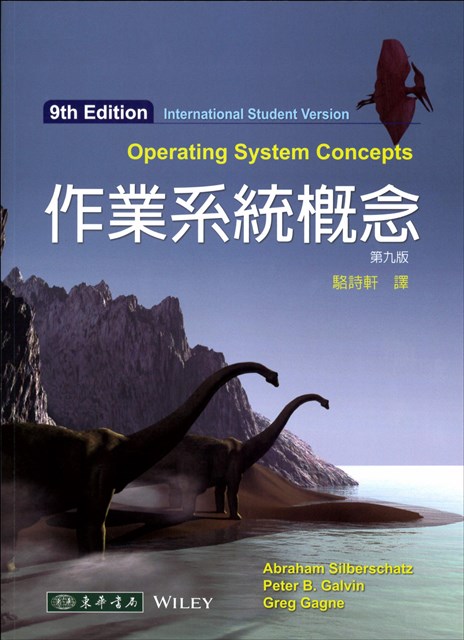 9th Edition International Student Version
Operating System Concepts
作業系統概念
第九版
駱詩軒 譯
Abraham Silberschatz
Peter B. Galvin
Greg Gagne
東華書局 WILEY